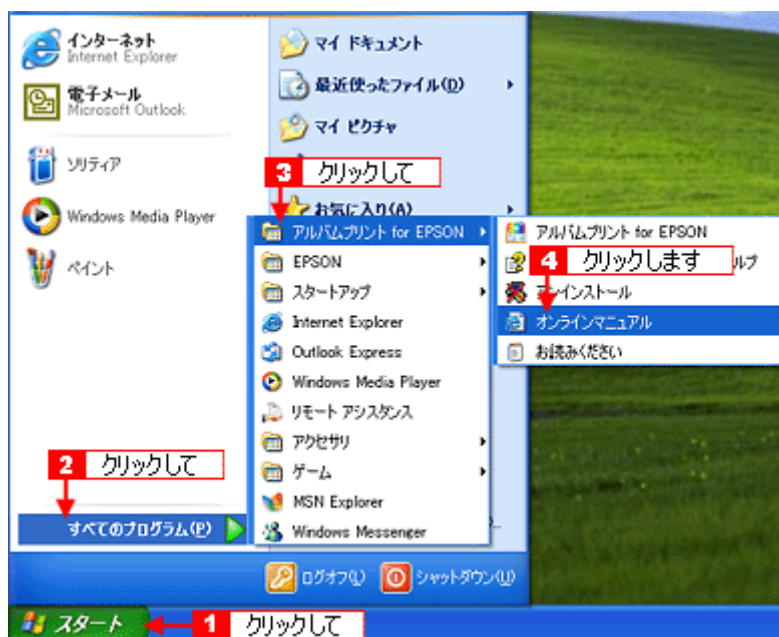 インターネット
Internet Explorer
電子メール
Microsoft Outlook
ソリティア
Windows Media Player
ペイント
2 クリックして
すべてのプログラム(P)
マイ ドキュメント
最近使ったファイル(D)
マイ ピクチャ
3 クリックして
お気に入り(A)
アルバムプリント for EPSON
EPSON
スタートアップ
Internet Explorer
Outlook Express
Windows Media Player
リモート アシスタンス
アクセサリ
ゲーム
MSN Explorer
Windows Messenger
アルバムプリント for EPSON
4 クリックします
ルプ
アンインストール
オンラインマニュアル
お読みください
ログオフ(L)
シャットダウン(U)
スタート
1 クリックして